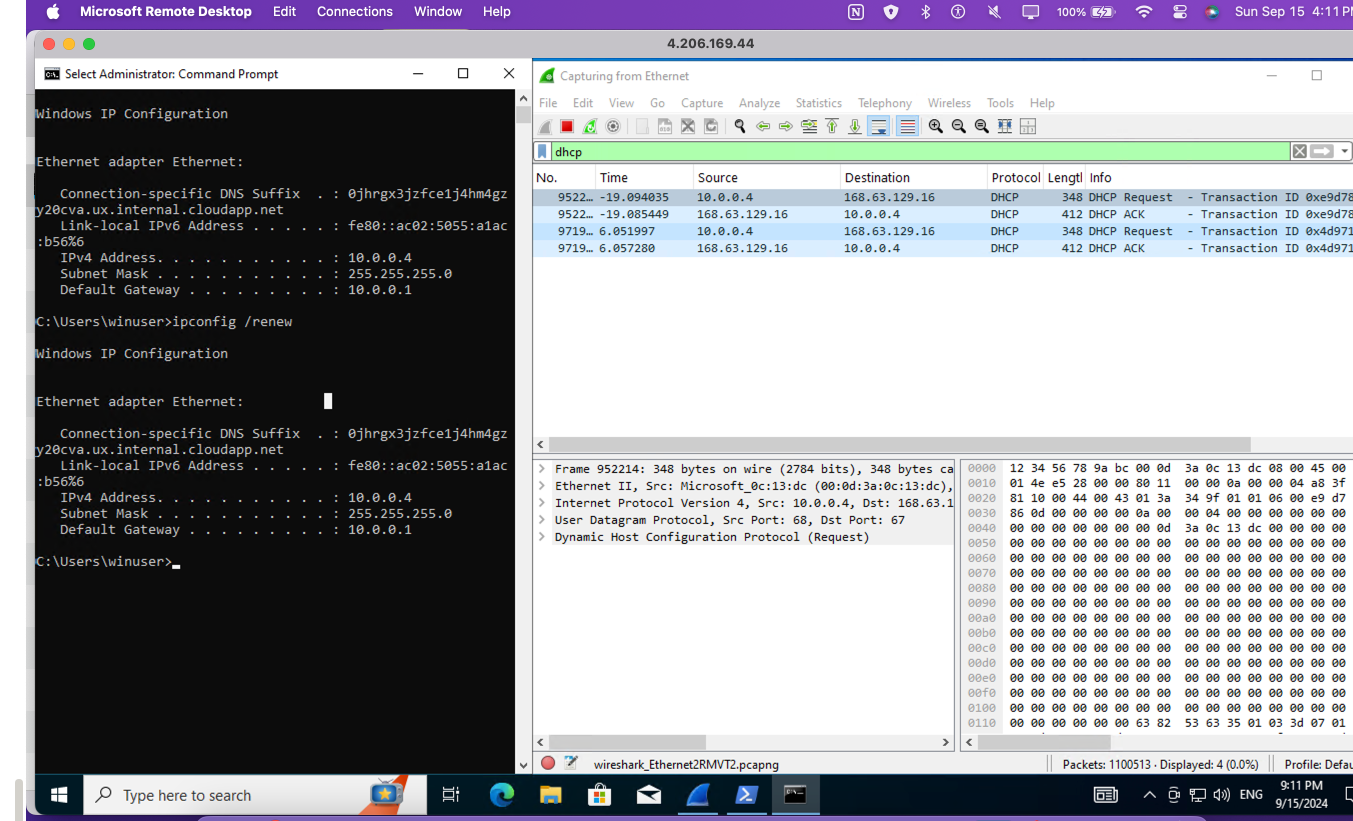 Microsoft Remote Desktop Edit Connections Window Help 100% Sun Sep 15 4:11 PM
4.206.169.44
Select Administrator: Command Prompt
Windows IP Configuration
Ethernet adapter Ethernet:
Connection-specific DNS Suffix . : 0jhrgx3jzfce1j4hm4gz
y20cva.ux.internal.cloudapp.net
Link-local IPv6 Address . . . . . : fe80::ac02:5055:a1ac
:b56%6
IPv4 Address. . . . . . . . . . . : 10.0.0.4
Subnet Mask . . . . . . . . . . . : 255.255.255.0
Default Gateway . . . . . . . . . : 10.0.0.1
C:\Users\winuser>ipconfig /renew
Windows IP Configuration
Ethernet adapter Ethernet:
Connection-specific DNS Suffix . : 0jhrgx3jzfce1j4hm4gz
y20cva.ux.internal.cloudapp.net
Link-local IPv6 Address . . . . . : fe80::ac02:5055:a1ac
:b56%6
IPv4 Address. . . . . . . . . . . : 10.0.0.4
Subnet Mask . . . . . . . . . . . : 255.255.255.0
Default Gateway . . . . . . . . . : 10.0.0.1
C:\Users\winuser>
Capturing from Ethernet
File Edit View Go Capture Analyze Statistics Telephony Wireless Tools Help
dhcp
No. Time Source Destination Protocol Lengtl Info
9522… -19.094035 10.0.0.4 168.63.129.16 DHCP 348 DHCP Request - Transaction ID 0xe9d78
9522… -19.085449 168.63.129.16 10.0.0.4 DHCP 412 DHCP ACK - Transaction ID 0xe9d78
9719… 6.051997 10.0.0.4 168.63.129.16 DHCP 348 DHCP Request - Transaction ID 0x4d971
9719… 6.057280 168.63.129.16 10.0.0.4 DHCP 412 DHCP ACK - Transaction ID 0x4d971
Frame 952214: 348 bytes on wire (2784 bits), 348 bytes ca
Ethernet II, Src: Microsoft_0c:13:dc (00:0d:3a:0c:13:dc),
Internet Protocol Version 4, Src: 10.0.0.4, Dst: 168.63.1
User Datagram Protocol, Src Port: 68, Dst Port: 67
Dynamic Host Configuration Protocol (Request)
0000 12 34 56 78 9a bc 00 0d 3a 0c 13 dc 08 00 45 00
0010 01 4e e5 28 00 00 80 11 00 00 0a 00 00 04 a8 3f
0020 81 10 00 44 00 43 01 3a 34 9f 01 01 06 00 e9 d7
0030 86 0d 00 00 00 00 0a 00 00 04 00 00 00 00 00 00
0040 00 00 00 00 00 00 00 0d 3a 0c 13 dc 00 00 00 00
0050 00 00 00 00 00 00 00 00 00 00 00 00 00 00 00 00
0060 00 00 00 00 00 00 00 00 00 00 00 00 00 00 00 00
0070 00 00 00 00 00 00 00 00 00 00 00 00 00 00 00 00
0080 00 00 00 00 00 00 00 00 00 00 00 00 00 00 00 00
0090 00 00 00 00 00 00 00 00 00 00 00 00 00 00 00 00
00a0 00 00 00 00 00 00 00 00 00 00 00 00 00 00 00 00
00b0 00 00 00 00 00 00 00 00 00 00 00 00 00 00 00 00
00c0 00 00 00 00 00 00 00 00 00 00 00 00 00 00 00 00
00d0 00 00 00 00 00 00 00 00 00 00 00 00 00 00 00 00
00e0 00 00 00 00 00 00 00 00 00 00 00 00 00 00 00 00
00f0 00 00 00 00 00 00 00 00 00 00 00 00 00 00 00 00
0100 00 00 00 00 00 00 00 00 00 00 00 00 00 00 00 00
0110 00 00 00 00 00 00 63 82 53 63 35 01 03 3d 07 01
wireshark_Ethernet2RMVT2.pcapng Packets: 1100513 · Displayed: 4 (0.0%) Profile: Defau
Type here to search ENG 9:11 PM
9/15/2024